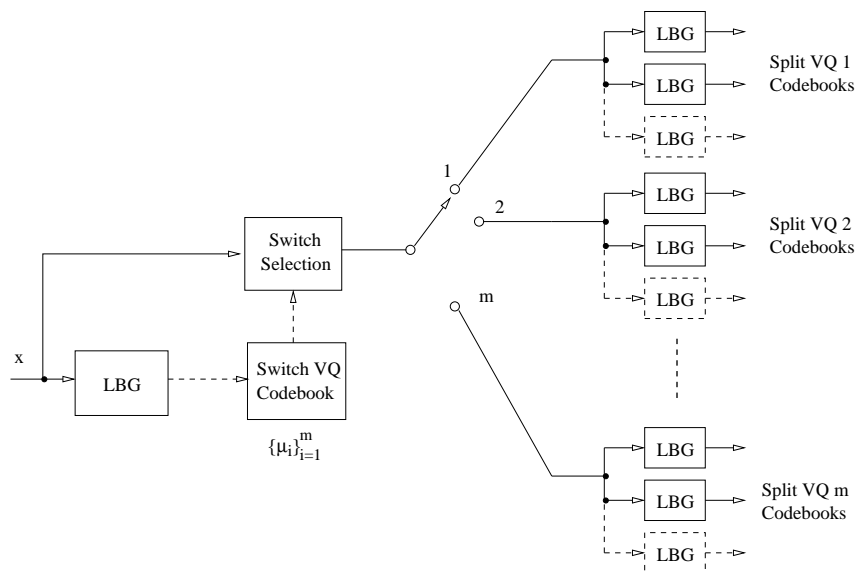 LBG
LBG
LBG
Split VQ 1
Codebooks
1
2
m
LBG
LBG
LBG
Split VQ 2
Codebooks
Switch
Selection
x
LBG
Switch VQ
Codebook
{μi}i=1m
LBG
LBG
LBG
Split VQ m
Codebooks